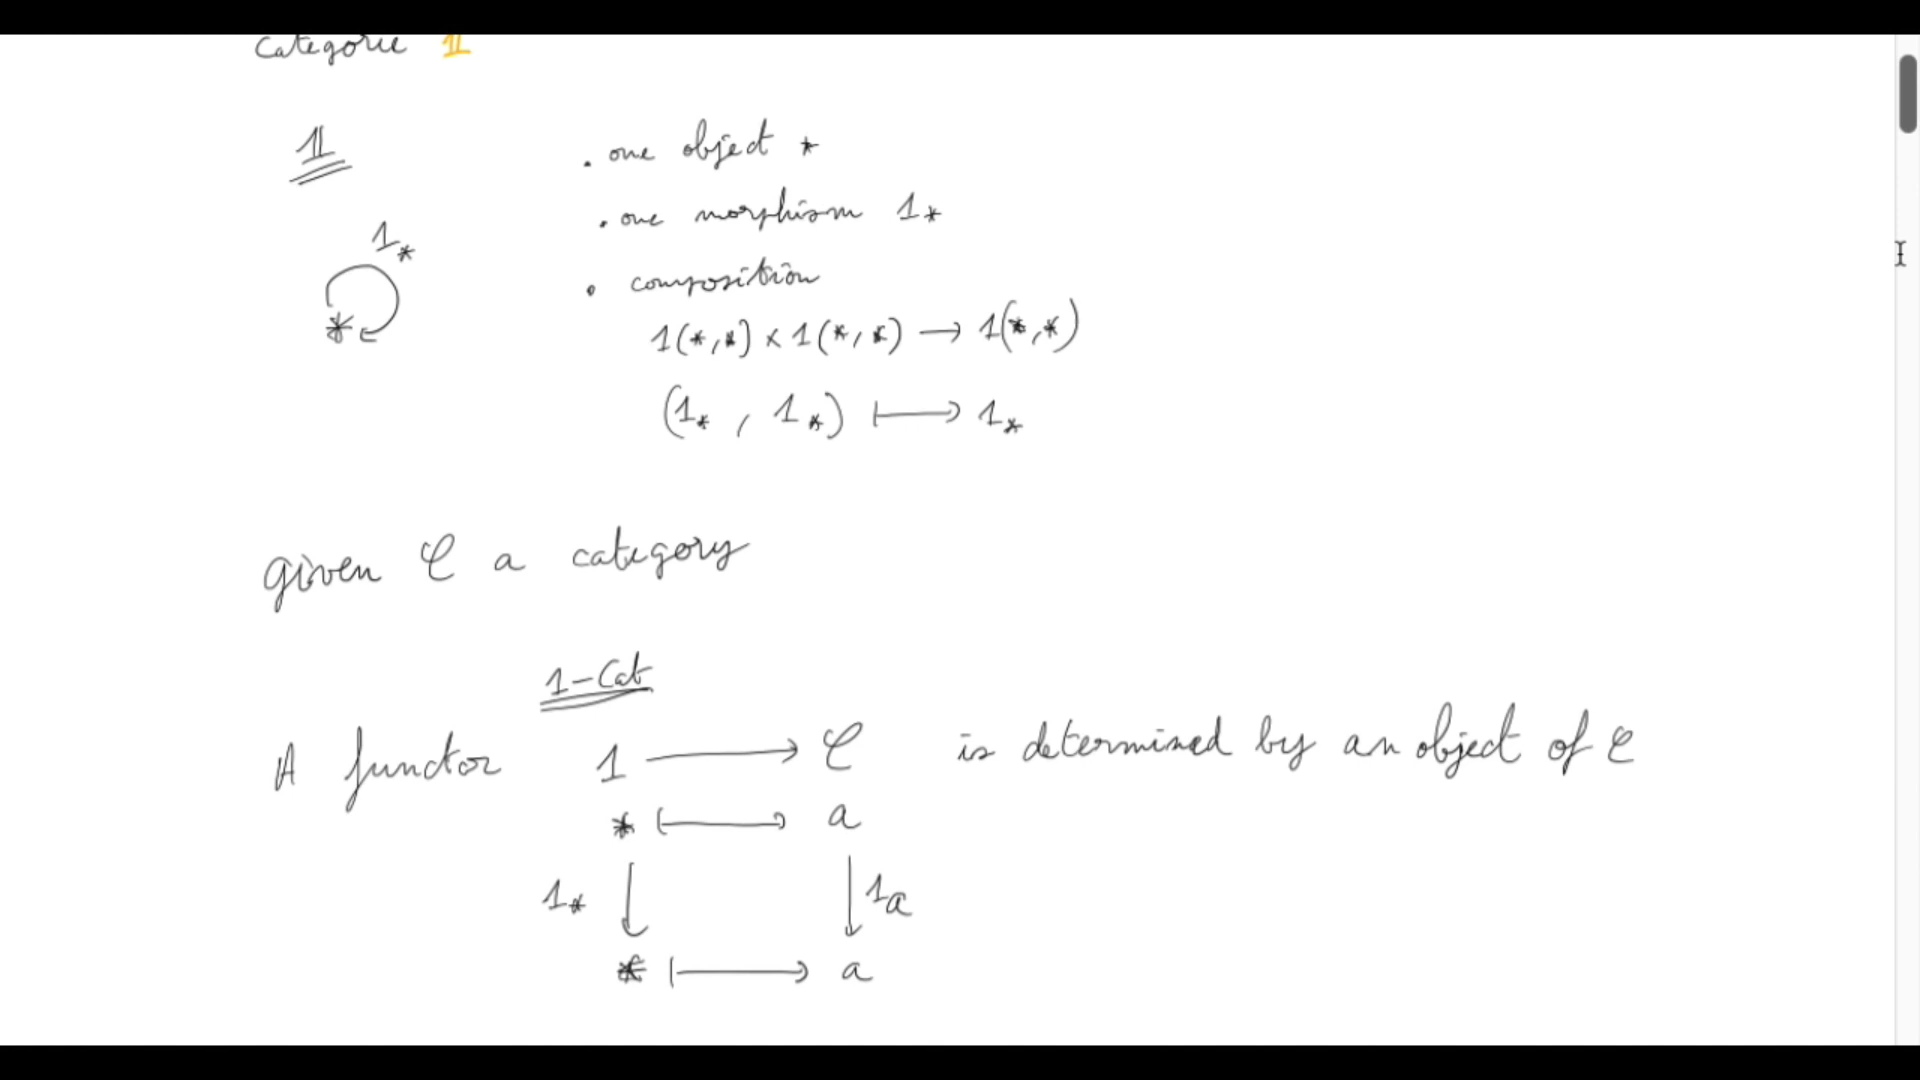 Categorie 1
1
. one object *
1*
. one morphism 1*
. composition
*
1(*,*) x 1(*,*) → 1(*,*)
(1* , 1*) ↦ 1*
given C a category
1-Cat
A functor 1 → C is determined by an object of C
* ↦ a
1* ↓ ↓ 1a
* ↦ a